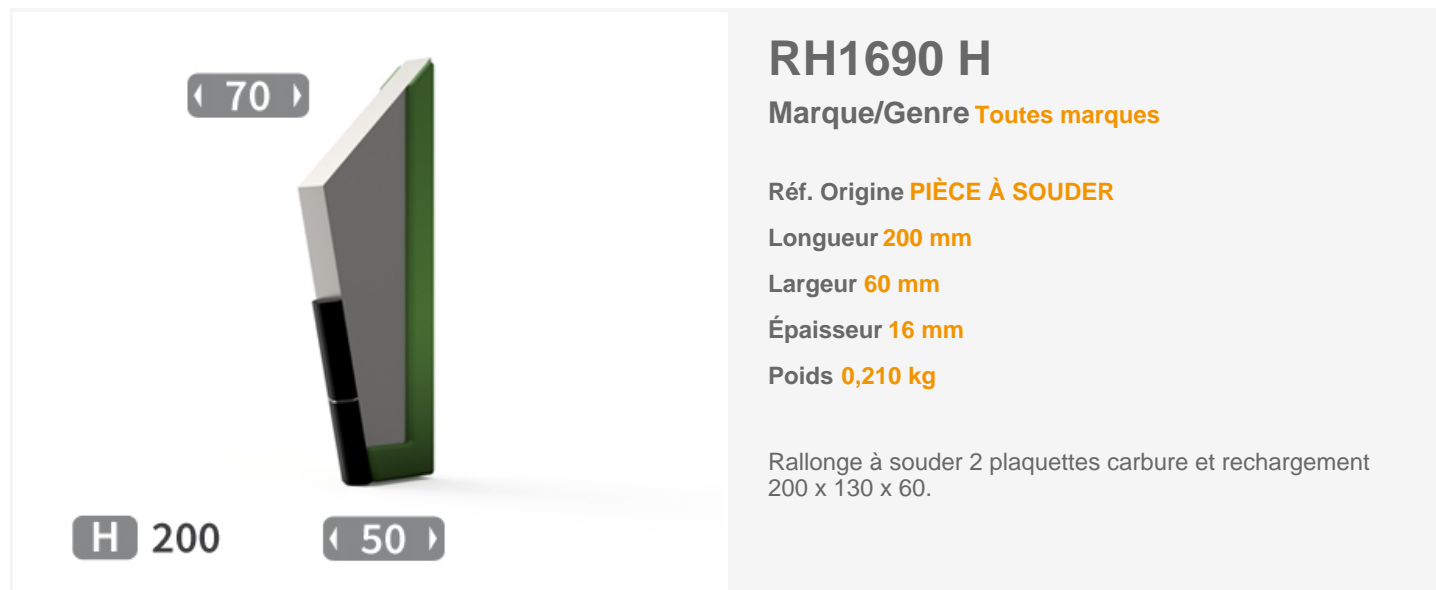 70
H 200
50
RH1690 H
Marque/Genre Toutes marques
Réf. Origine PIÈCE À SOUDER
Longueur 200 mm
Largeur 60 mm
Épaisseur 16 mm
Poids 0,210 kg
Rallonge à souder 2 plaquettes carbure et rechargement
200 x 130 x 60.